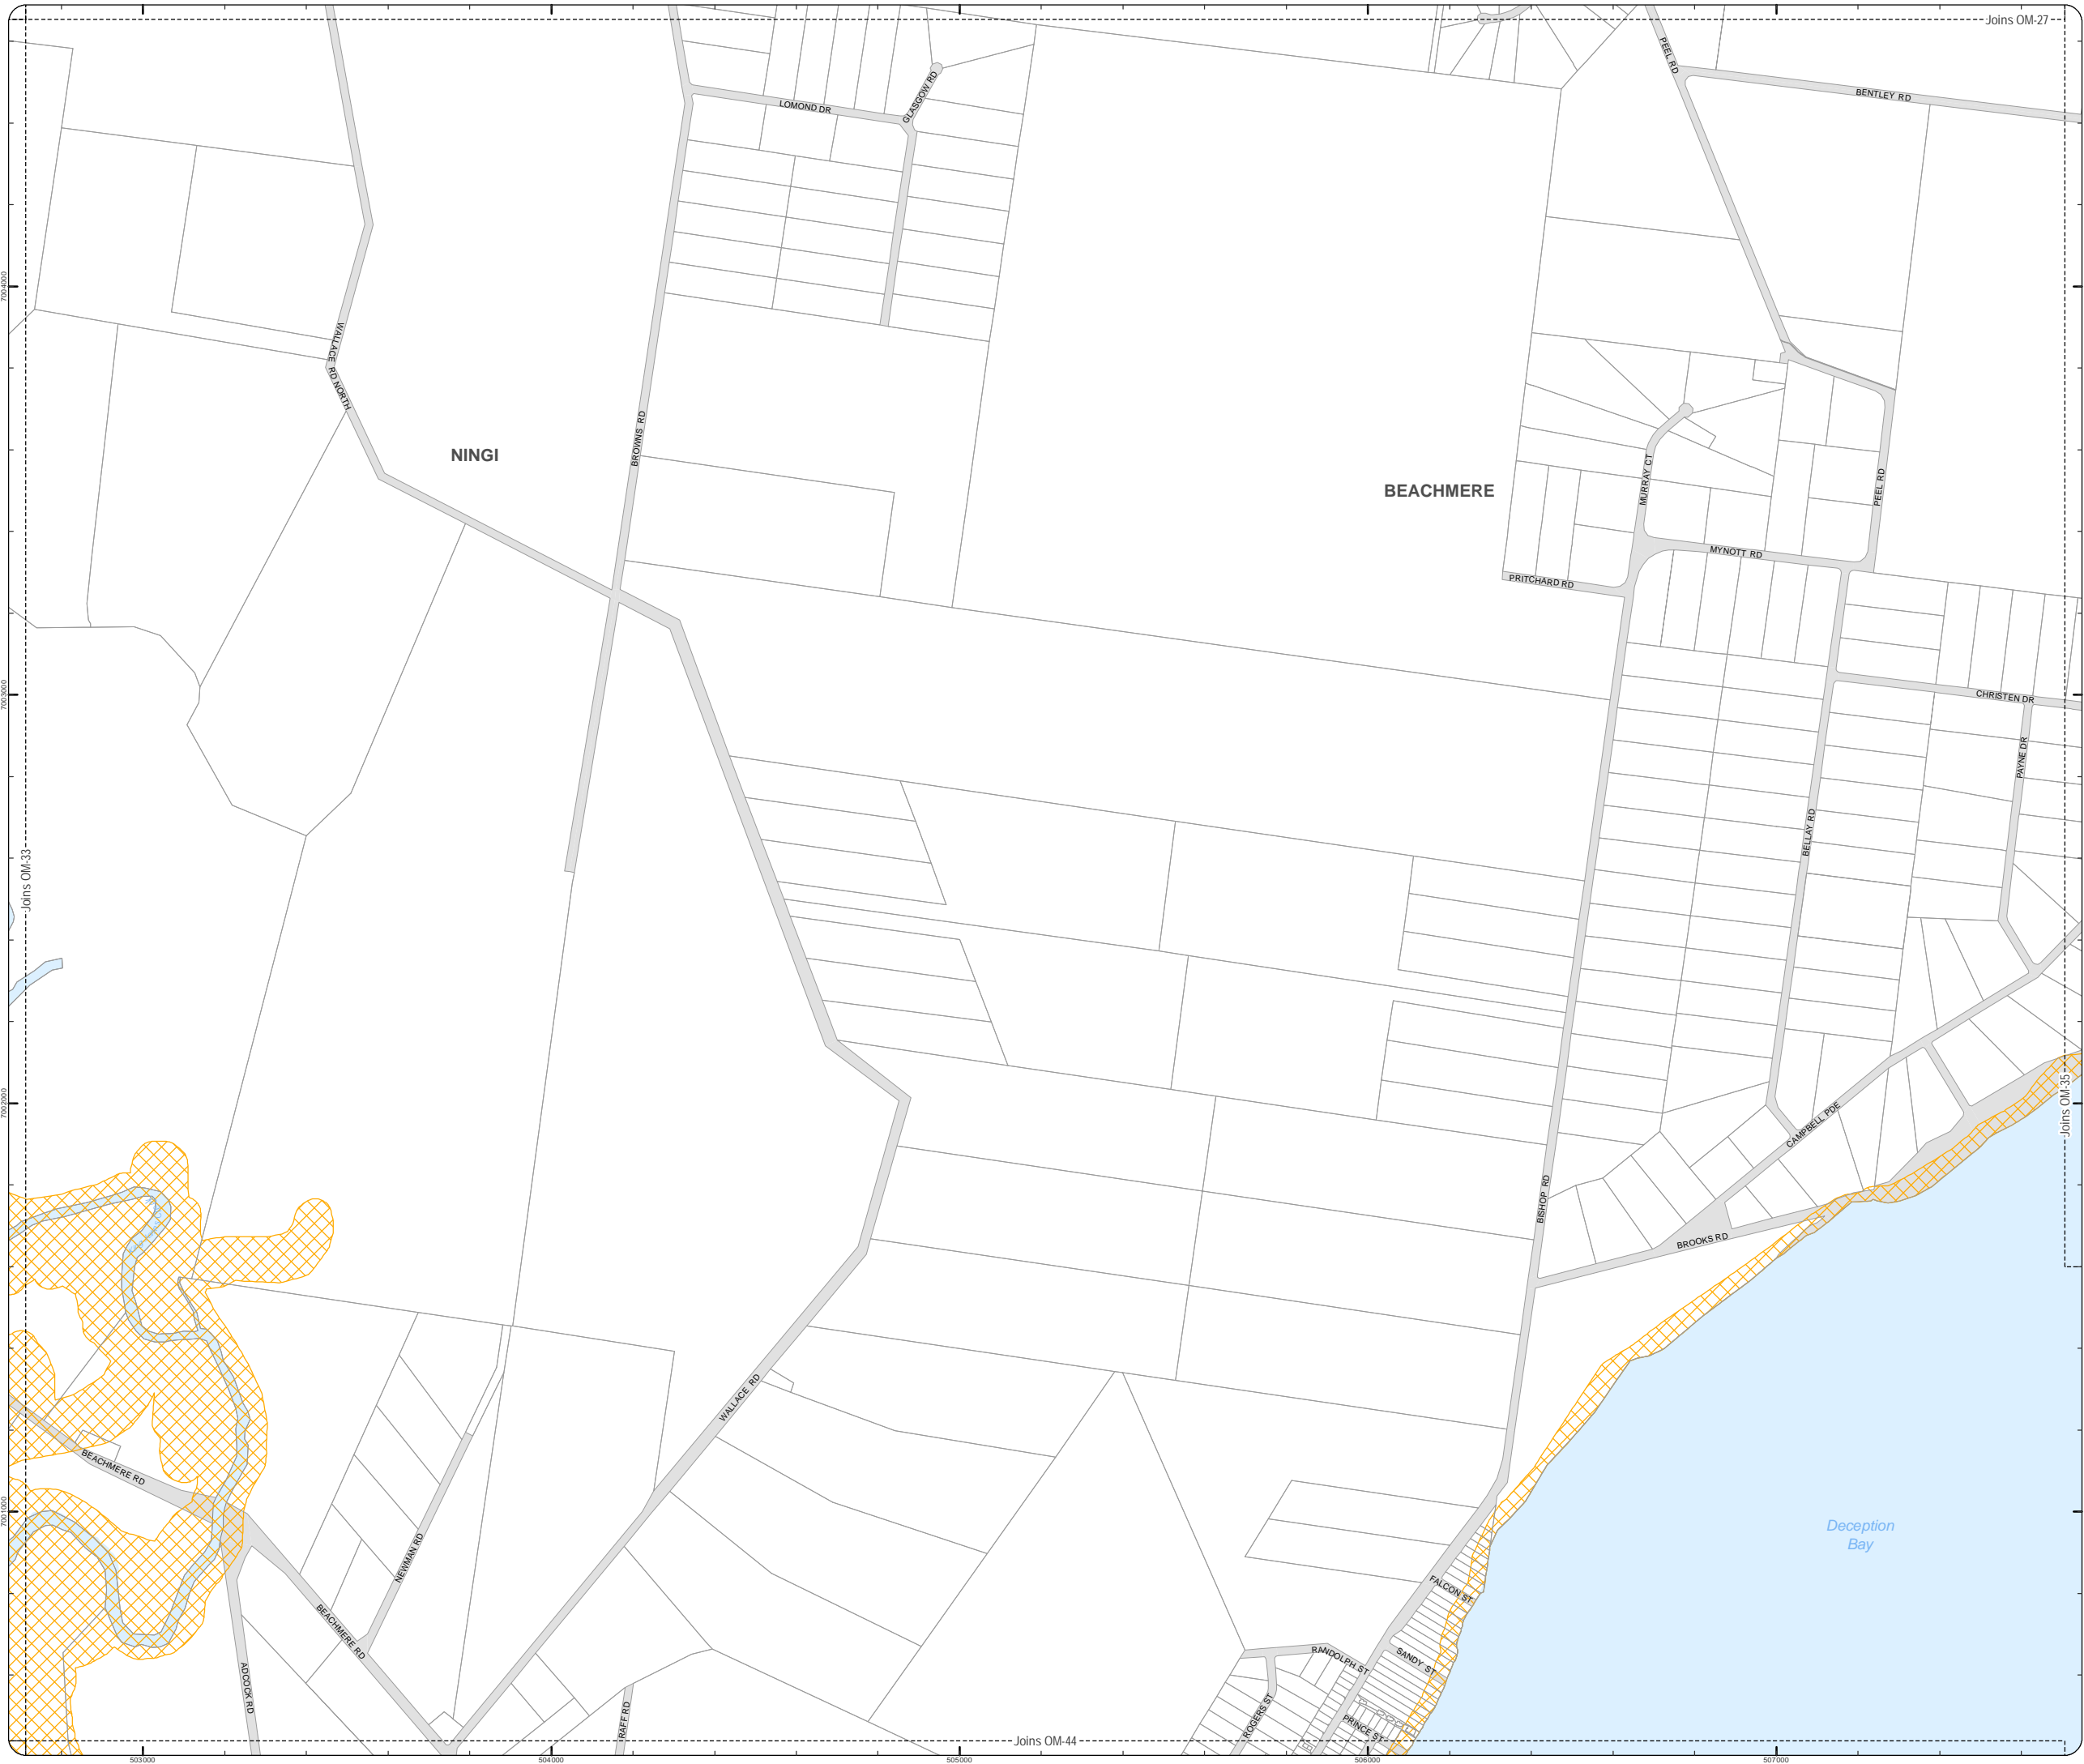 Joins OM-27
PEEL RD
BENTLEY RD
GLASGOW RD
LOMOND DR
7004000
WALLACE RD NORTH
BROWNS RD
NINGI
BEACHMERE
MURRAY CT
PEEL RD
MYNOTT RD
PRITCHARD RD
7003000
CHRISTEN DR
PAYNE DR
BELLAY RD
Joins OM-33
7002000
Joins OM-35
CAMPBELL PDE
BISHOP RD
BROOKS RD
WALLACE RD
BEACHMERE RD
7001000
Deception
Bay
NEWMAN RD
FALCON ST
BEACHMERE RD
RANDOLPH ST
SANDY ST
ADCOCK RD
RAFF RD
ROGERS ST
PRINCE ST
Joins OM-44
503000
504000
505000
506000
507000